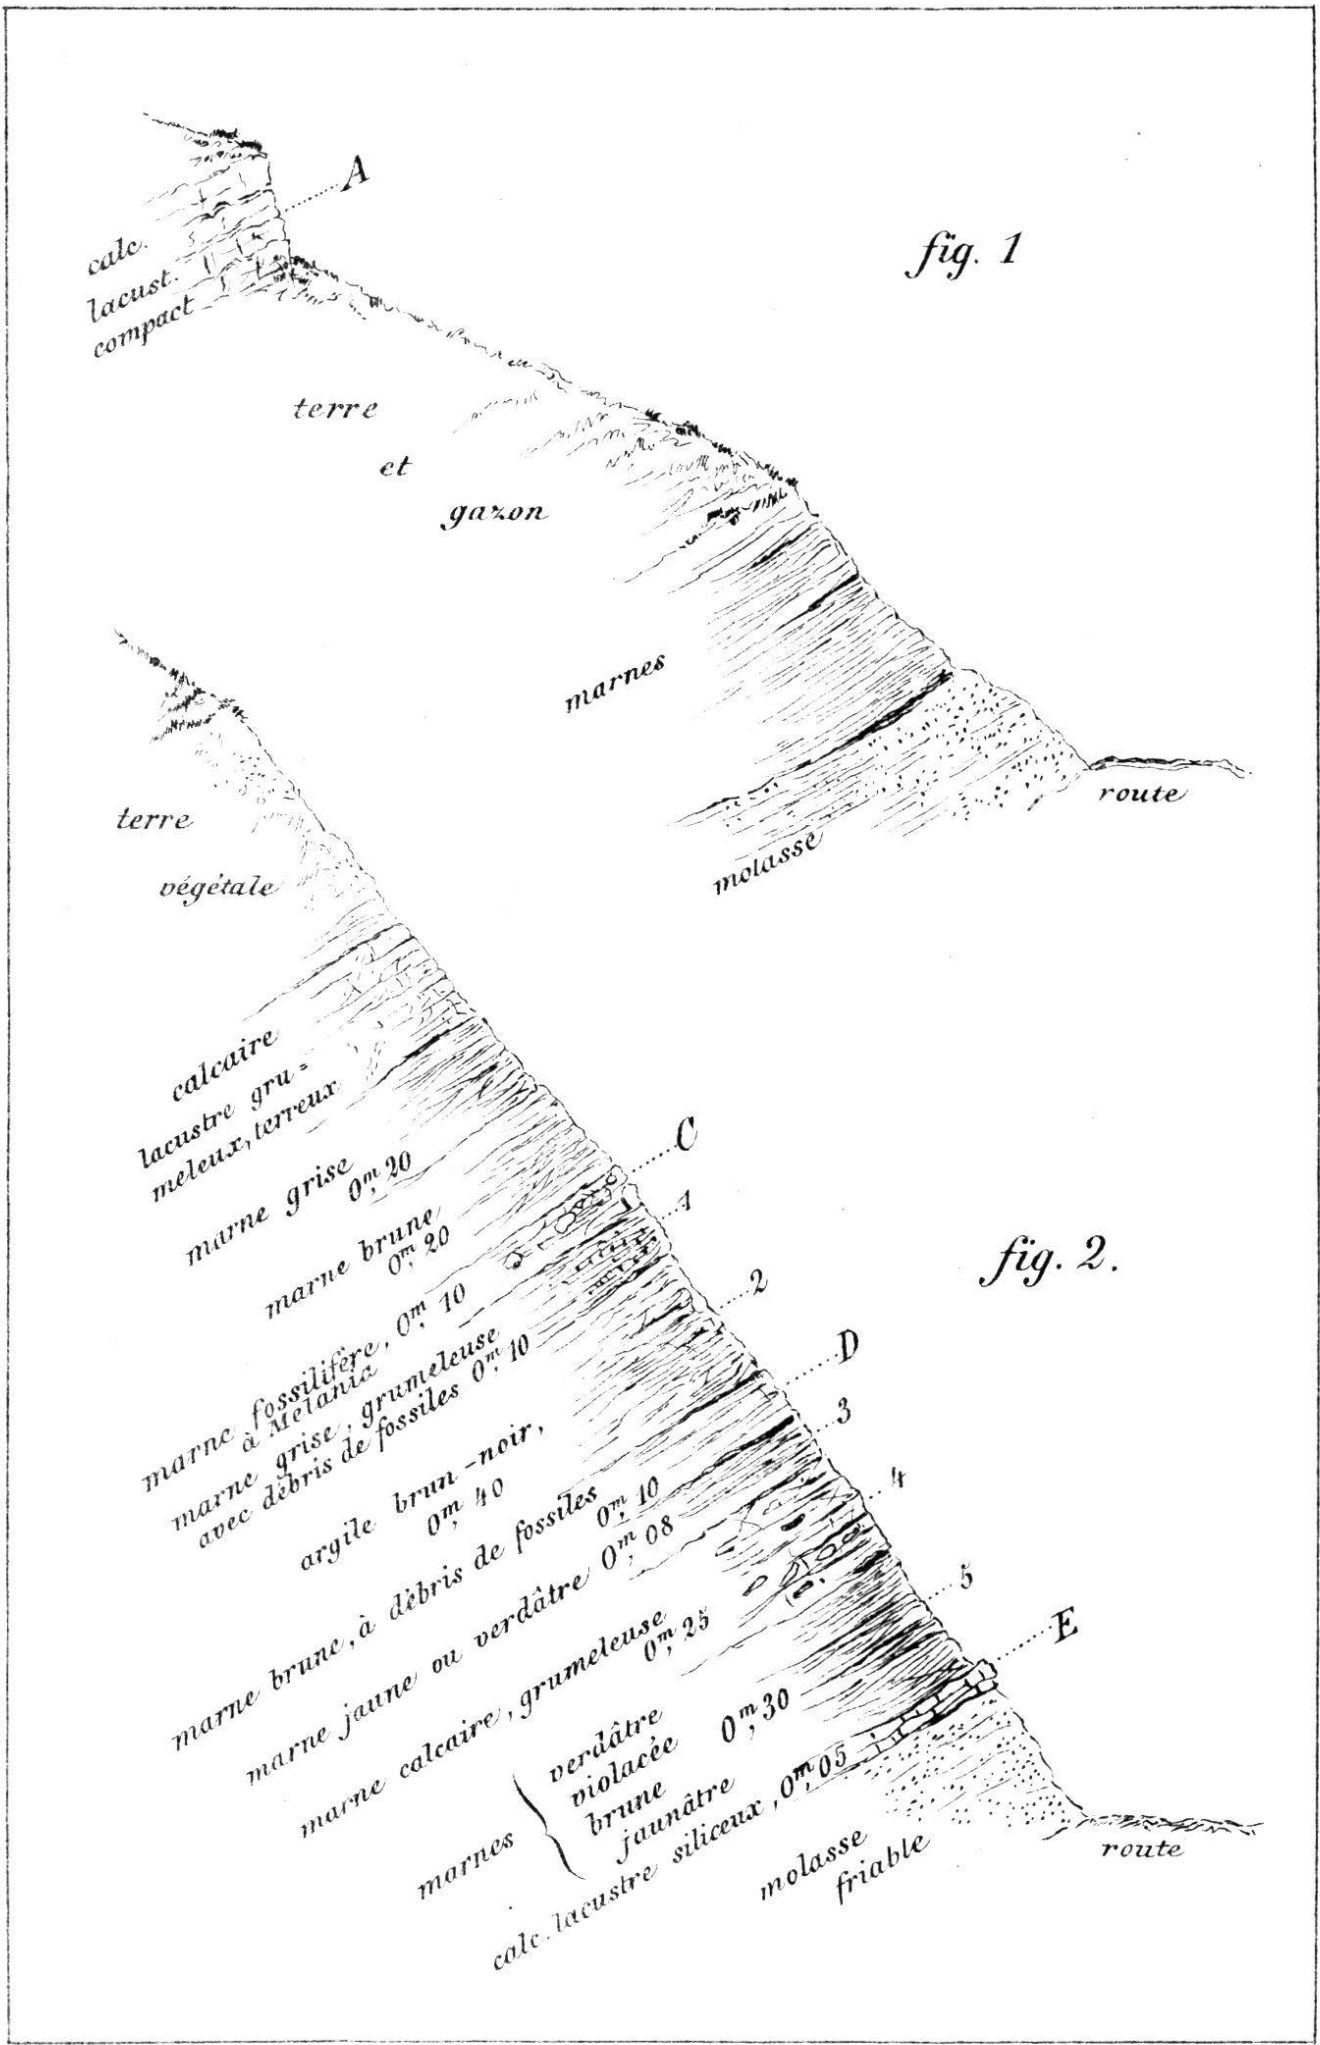 A
fig. 1
calc.
lacust.
compact
terre
et
gazon
marnes
route
molasse
terre
végétale
calcaire
lacustre gru=
meleux, terreux
C
marne grise
0m, 20
1
marne brune
0m, 20
fig. 2.
2
marne fossilifère, 0m, 10
à Melania
D
marne grise, grumeleuse
avec débris de fossiles 0m, 10
3
argile brun-noir,
0m, 40
4
marne brune, à débris de fossiles
0m, 10
marne jaune ou verdâtre 0m, 08
5
marne calcaire, grumeleuse
0m, 25
E
marnes
verdâtre
violacée 0m, 30
brune
jaunâtre
calc. lacustre siliceux, 0m, 05
molasse
friable
route